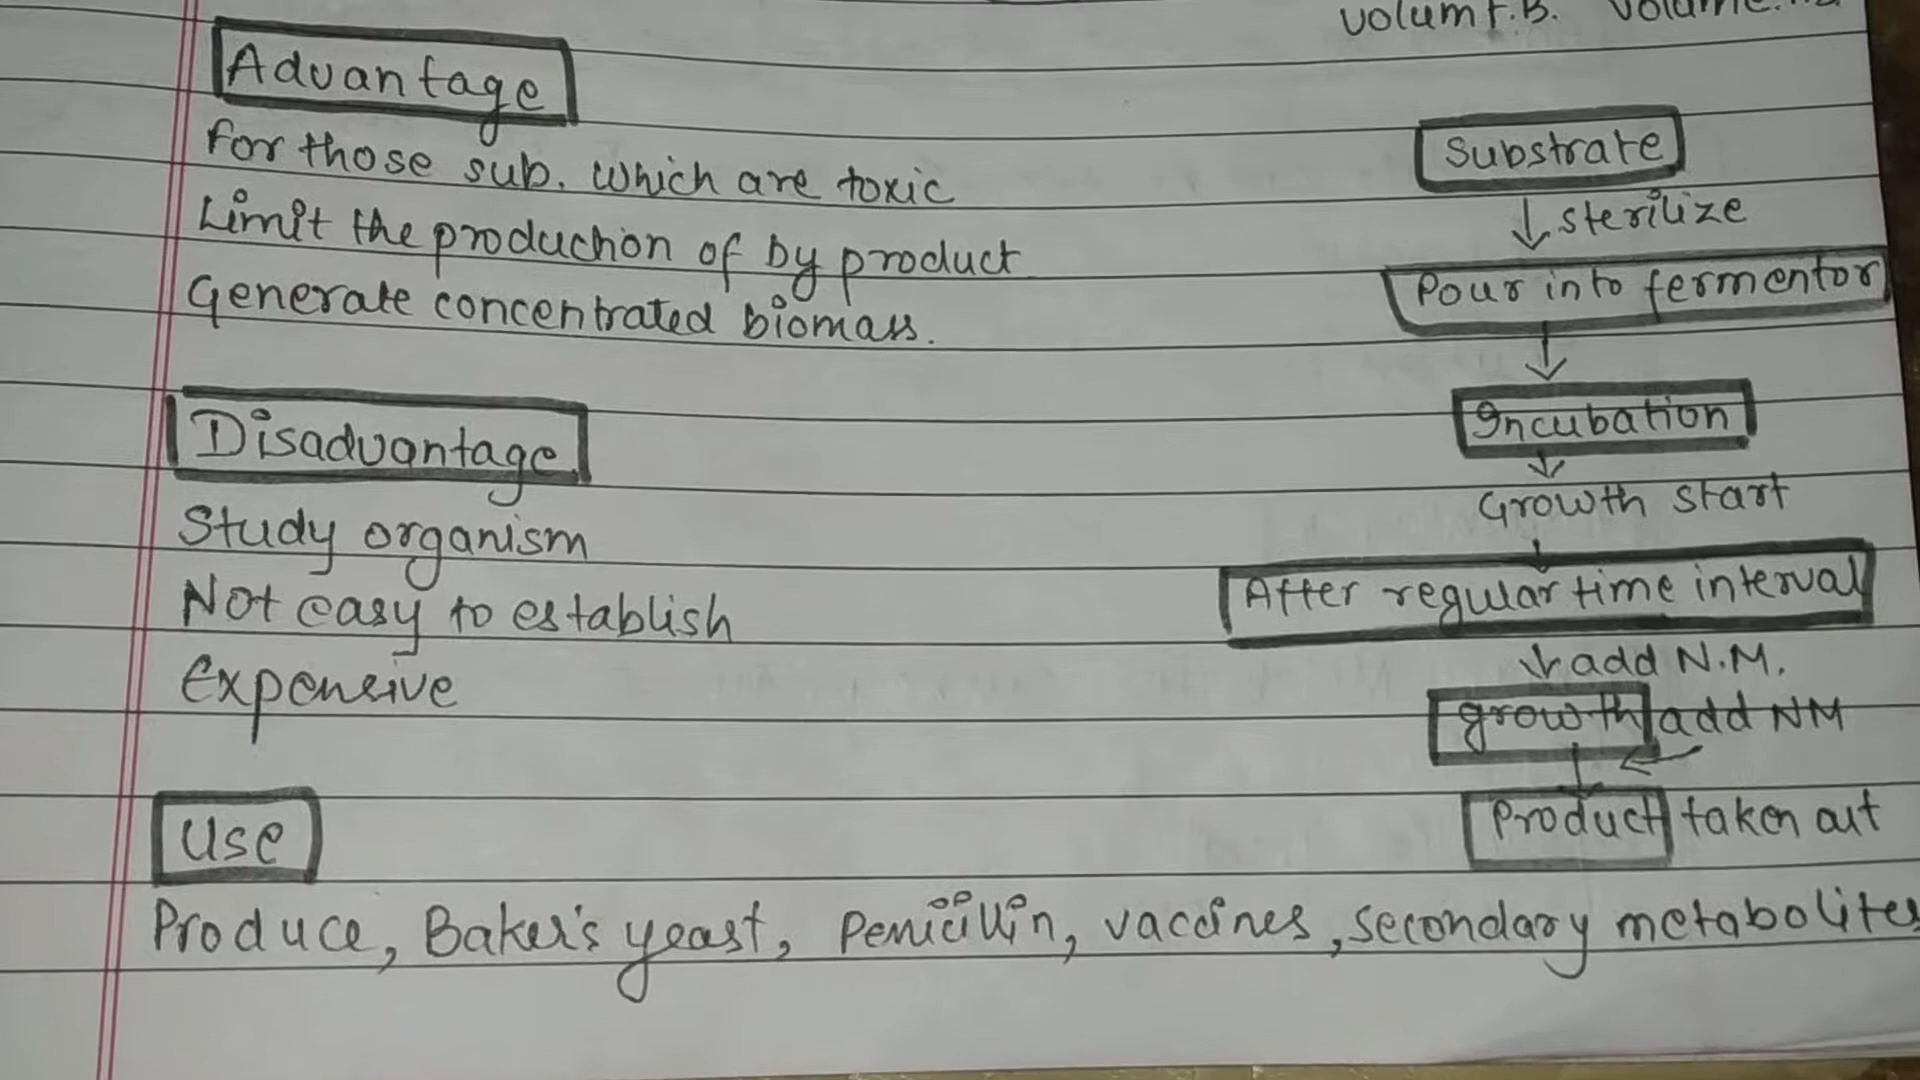 volum F.B.
Advantage
For those sub. which are toxic
Limit the production of by product
Generate concentrated biomass.
Disadvantage
Study organism
Not easy to establish
Expensive
Use
Produce, Baker's yeast, Penicillin, vaccines, secondary metabolites
Substrate
↓ sterilize
Pour into fermentor
↓
Incubation
↓
Growth start
↓
After regular time interval
↓ add N.M.
growth add NM
↓ ←
Product taken out